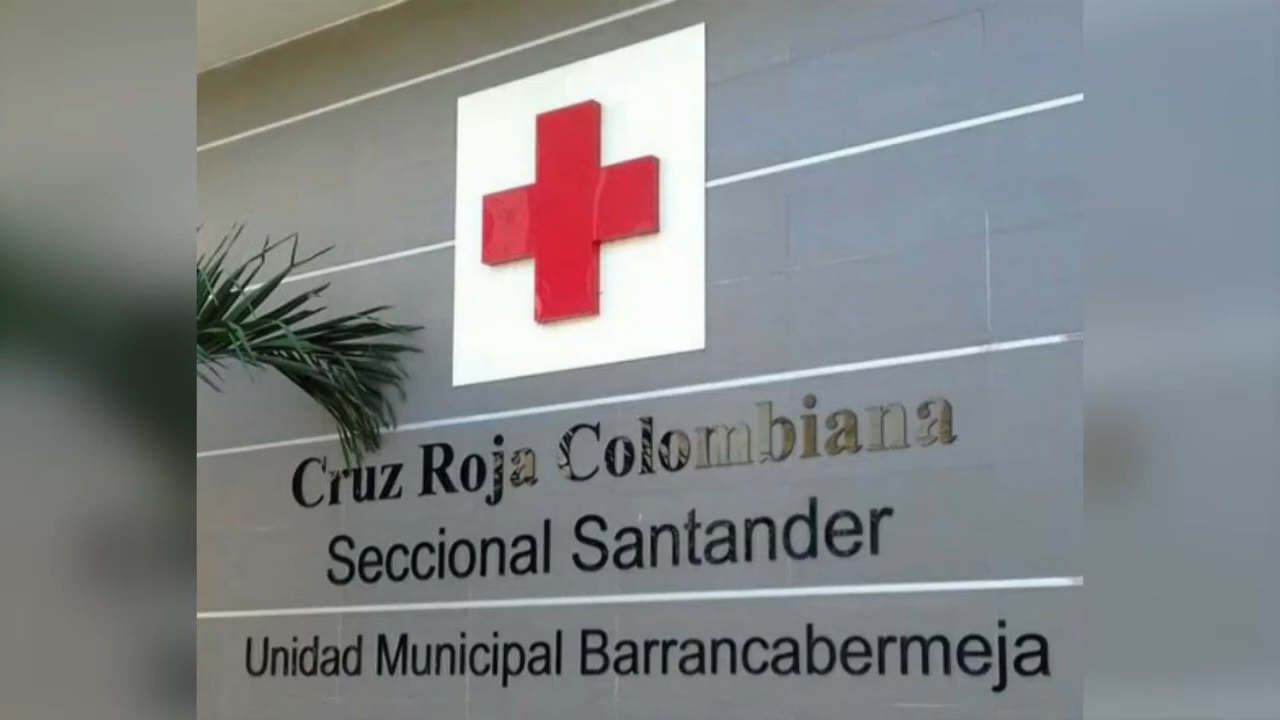 Cruz Roja Colombiana
Seccional Santander
Unidad Municipal Barrancabermeja